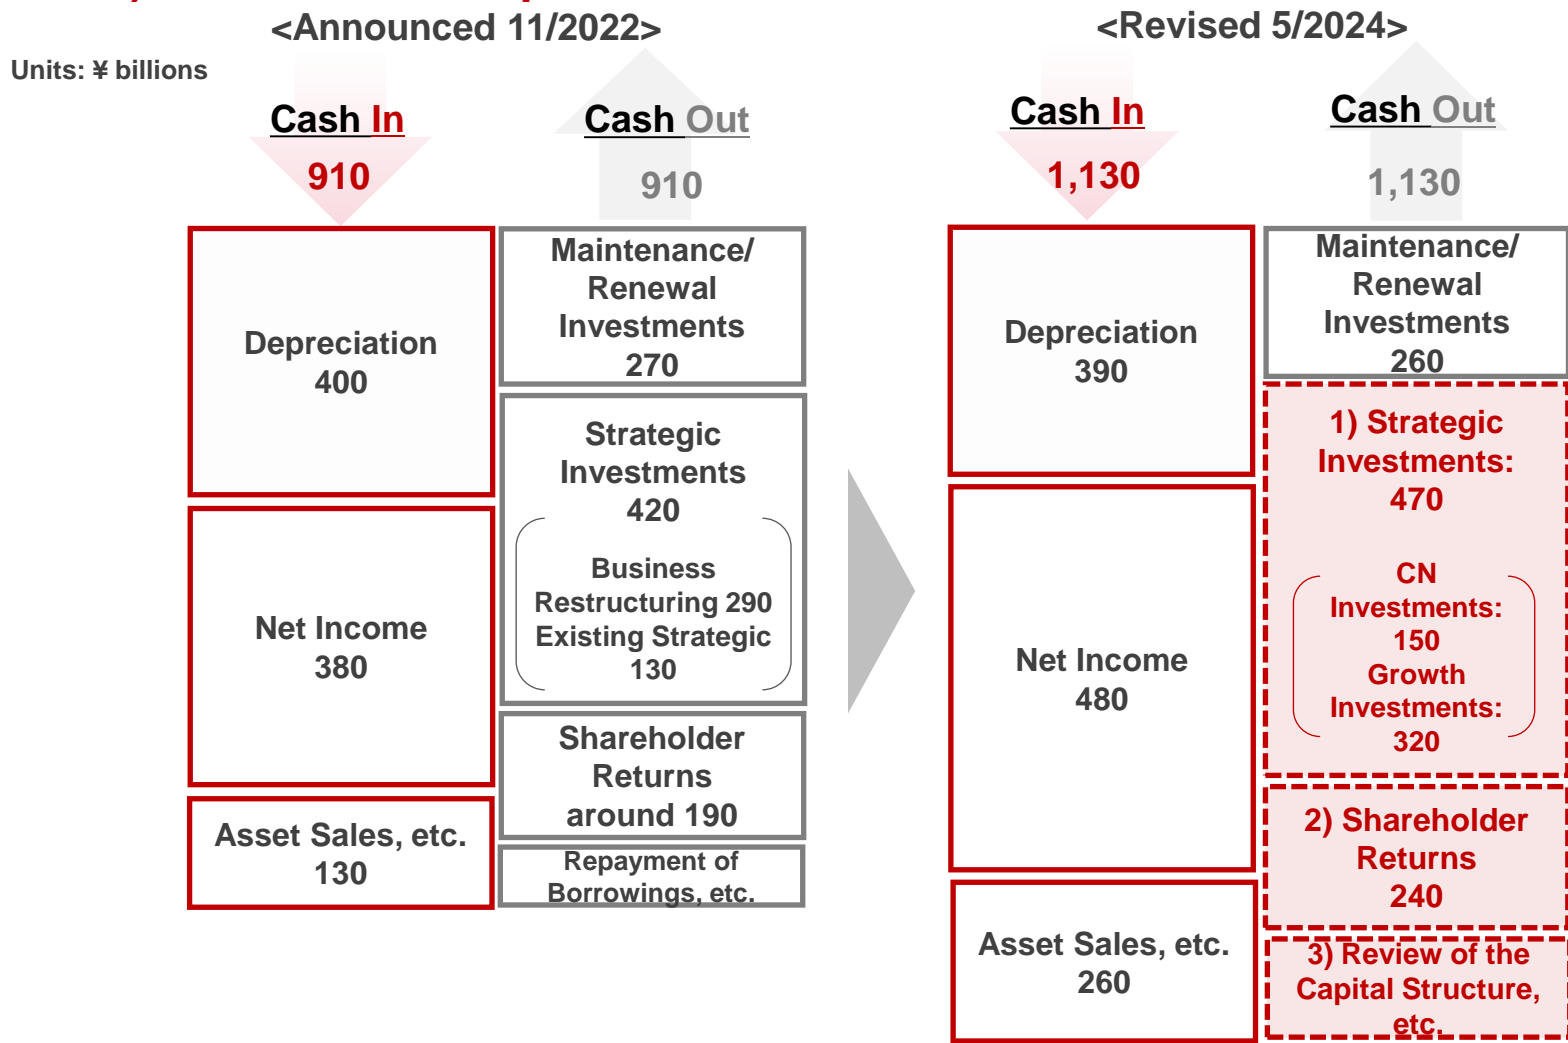 <Announced 11/2022>
<Revised 5/2024>
Units: ¥ billions
Cash In
910
Cash Out
910
Depreciation
400
Net Income
380
Asset Sales, etc.
130
Maintenance/
Renewal
Investments
270
Strategic
Investments
420
Business
Restructuring 290
Existing Strategic
130
Shareholder
Returns
around 190
Repayment of
Borrowings, etc.
Cash In
1,130
Cash Out
1,130
Depreciation
390
Net Income
480
Asset Sales, etc.
260
Maintenance/
Renewal
Investments
260
1) Strategic
Investments:
470
CN
Investments:
150
Growth
Investments:
320
2) Shareholder
Returns
240
3) Review of the
Capital Structure,
etc.